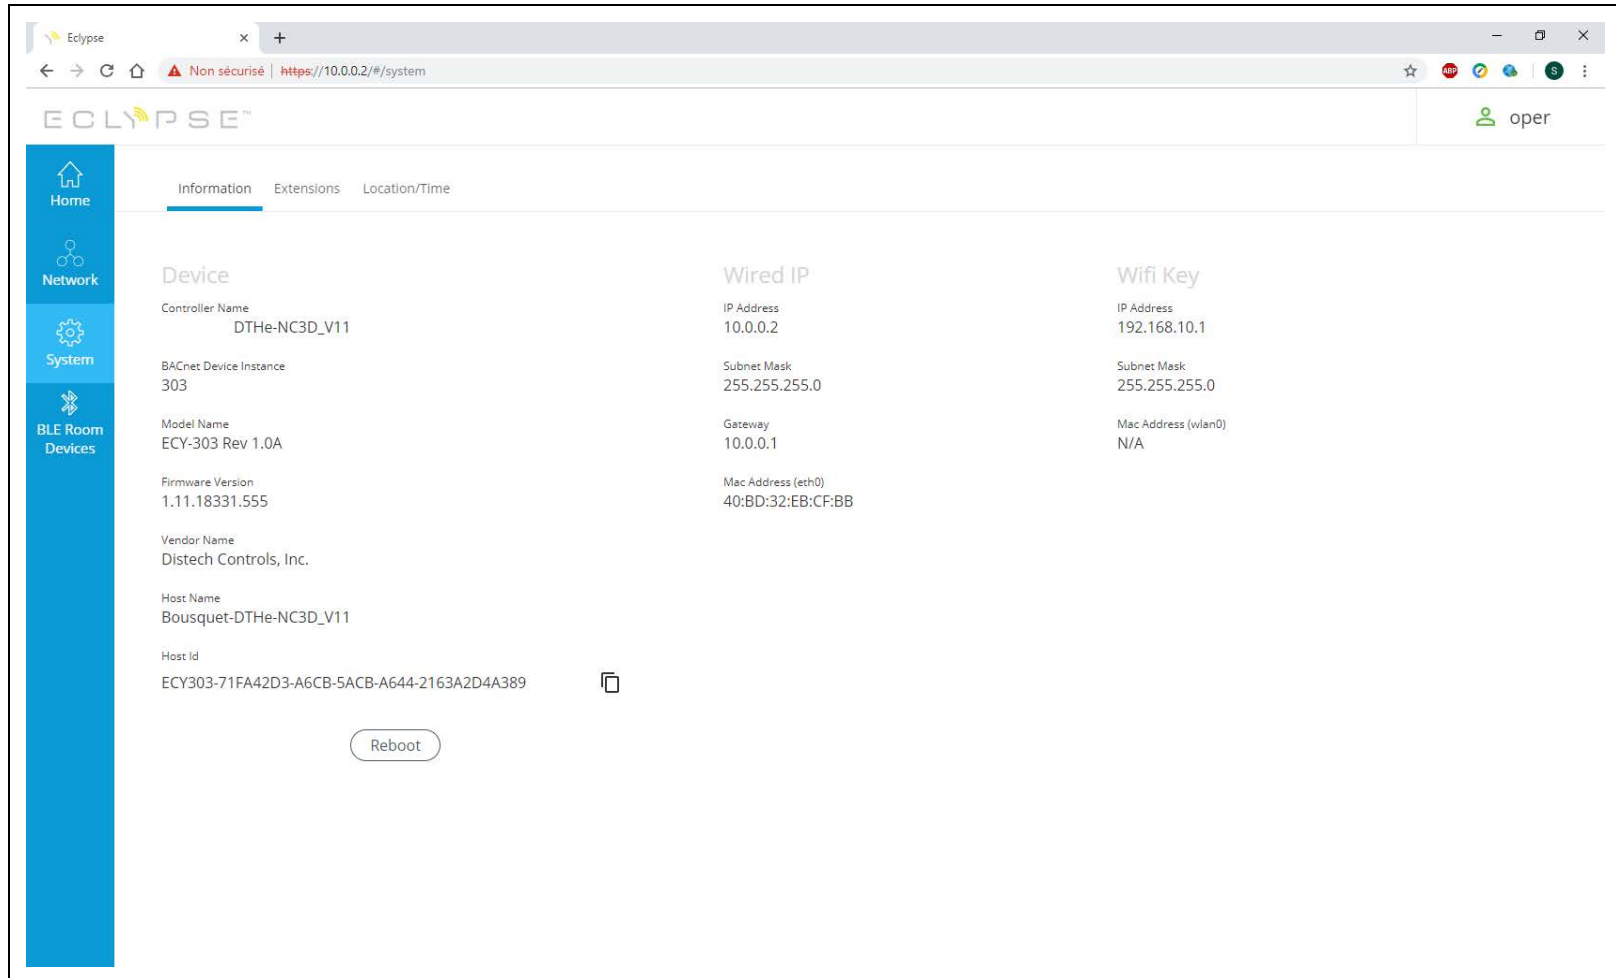 Eclypse
Non sécurisé | https://10.0.0.2/#/system
ABP
S
ECLYPSE™
oper
Home
Network
System
BLE Room
Devices
Information Extensions Location/Time
Device
Controller Name
DTHe-NC3D_V11
BACnet Device Instance
303
Model Name
ECY-303 Rev 1.0A
Firmware Version
1.11.18331.555
Vendor Name
Distech Controls, Inc.
Host Name
Bousquet-DTHe-NC3D_V11
Host Id
ECY303-71FA42D3-A6CB-5ACB-A644-2163A2D4A389
Reboot
Wired IP
IP Address
10.0.0.2
Subnet Mask
255.255.255.0
Gateway
10.0.0.1
Mac Address (eth0)
40:BD:32:EB:CF:BB
Wifi Key
IP Address
192.168.10.1
Subnet Mask
255.255.255.0
Mac Address (wlan0)
N/A